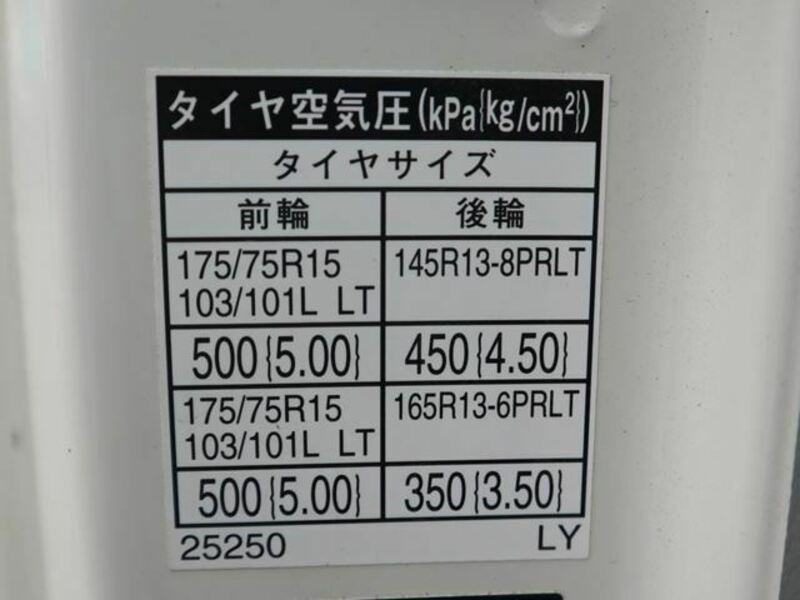 タイヤ空気圧(kPa{kg/cm²})
タイヤサイズ
前輪 後輪
175/75R15 145R13-8PRLT
103/101L LT
500{5.00} 450{4.50}
175/75R15 165R13-6PRLT
103/101L LT
500{5.00} 350{3.50}
25250 LY